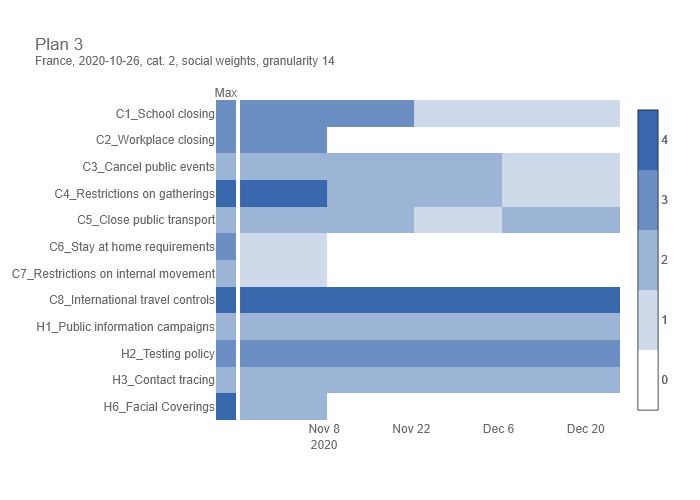 Plan 3
France, 2020-10-26, cat. 2, social weights, granularity 14
Max
C1_School closing
C2_Workplace closing
C3_Cancel public events
C4_Restrictions on gatherings
C5_Close public transport
C6_Stay at home requirements
C7_Restrictions on internal movement
C8_International travel controls
H1_Public information campaigns
H2_Testing policy
H3_Contact tracing
H6_Facial Coverings
4
3
2
1
0
Nov 8 Nov 22 Dec 6 Dec 20
2020